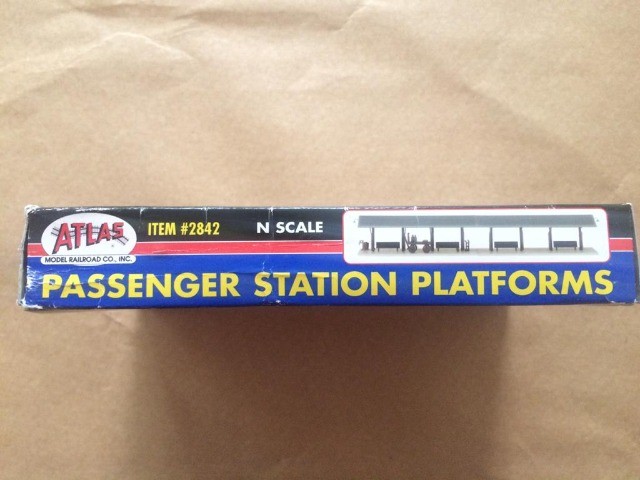 ATLAS
MODEL RAILROAD CO., INC.
ITEM #2842
N SCALE
PASSENGER STATION PLATFORMS